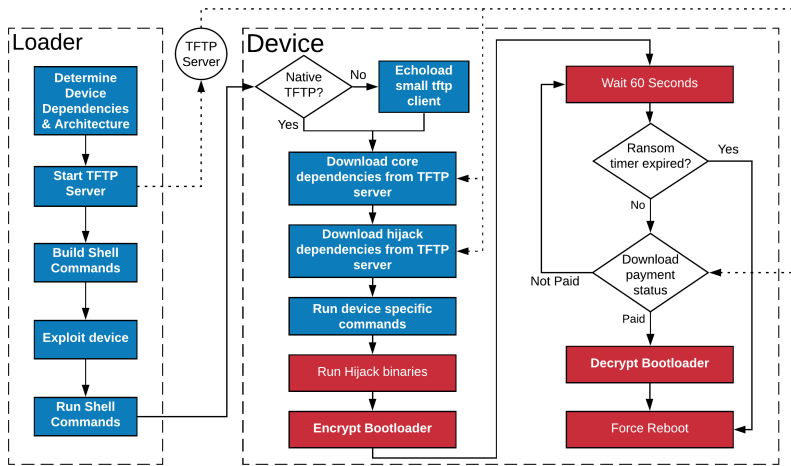 Loader
Determine
Device
Dependencies
& Architecture
Start TFTP
Server
Build Shell
Commands
Exploit device
Run Shell
Commands
TFTP
Server
Device
Native
TFTP?
No
Yes
Echoload
small tftp
client
Download core
dependencies from TFTP
server
Download hijack
dependencies from TFTP
server
Run device specific
commands
Run Hijack binaries
Encrypt Bootloader
Wait 60 Seconds
Ransom
timer expired?
Yes
No
Download
payment
status
Not Paid
Paid
Decrypt Bootloader
Force Reboot